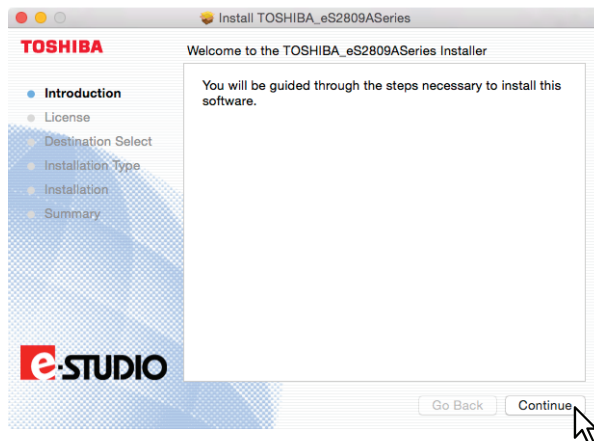 Install TOSHIBA_eS2809ASeries
TOSHIBA
Welcome to the TOSHIBA_eS2809ASeries Installer
Introduction
License
Destination Select
Installation Type
Installation
Summary
You will be guided through the steps necessary to install this
software.
e-STUDIO
Go Back
Continue